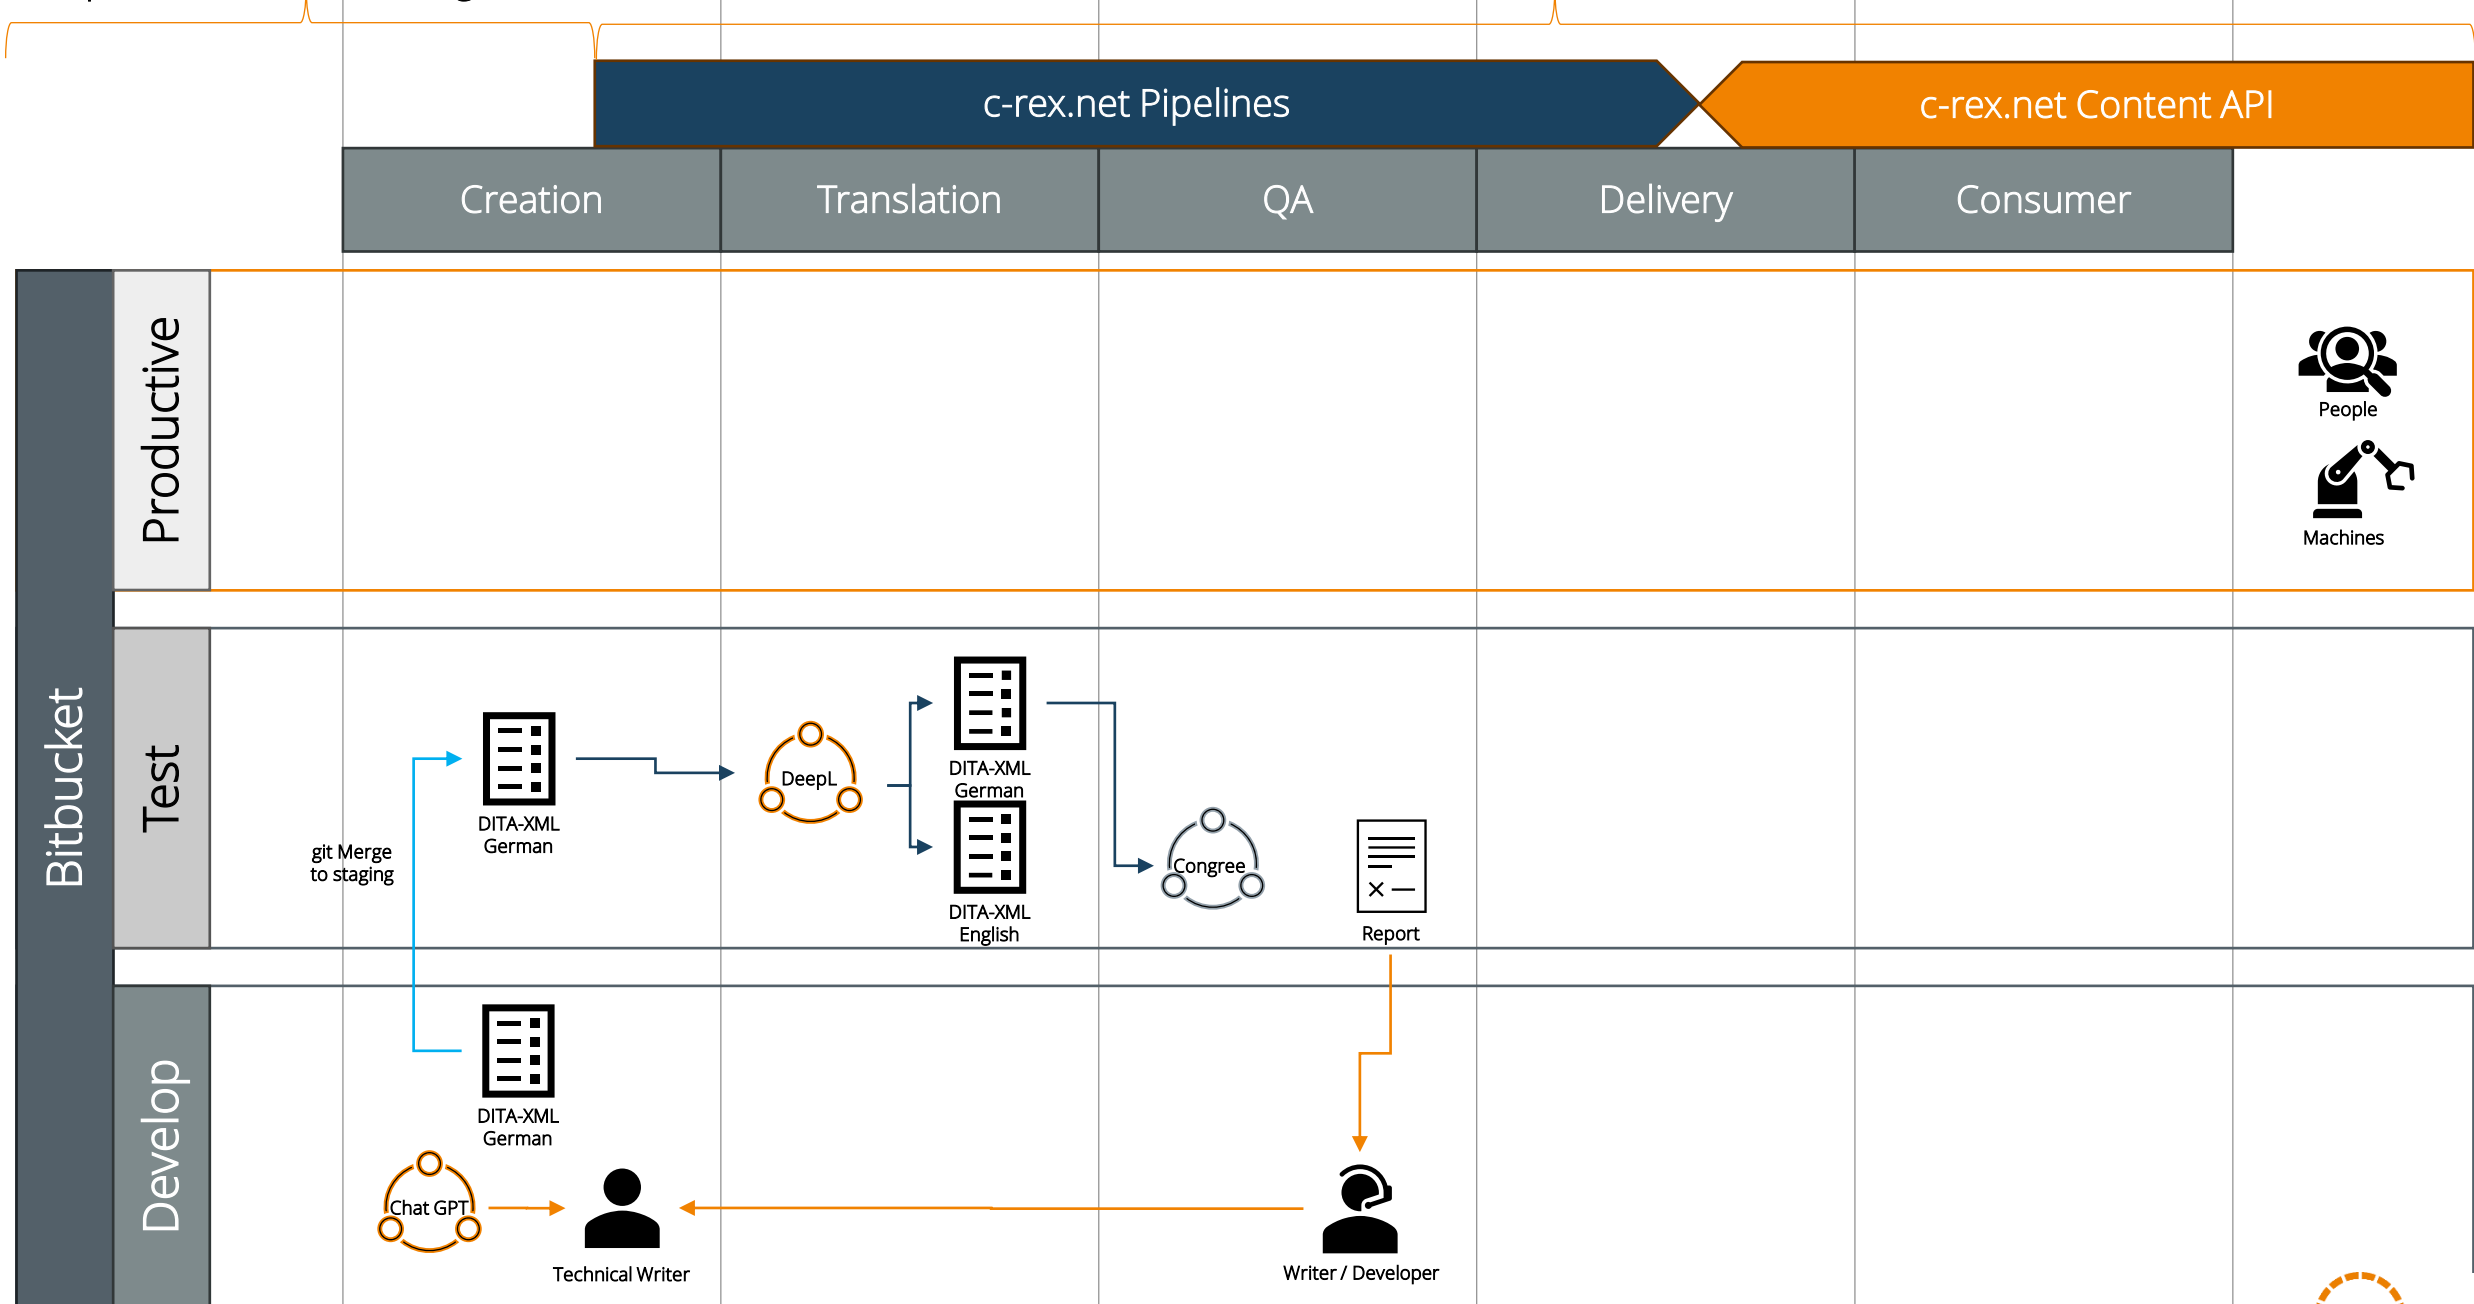 c-rex.net Pipelines
c-rex.net Content API
Creation
Translation
QA
Delivery
Consumer
Bitbucket
Productive
People
Machines
Test
git Merge
to staging
DITA-XML
German
DeepL
DITA-XML
German
DITA-XML
English
Congree
Report
Develop
DITA-XML
German
Chat GPT
Technical Writer
Writer / Developer